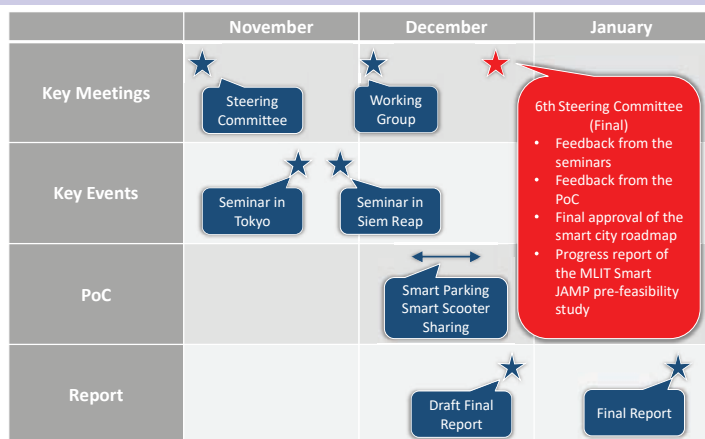 November
December
January
Key Meetings
Steering
Committee
Working
Group
6th Steering Committee
(Final)
• Feedback from the
seminars
• Feedback from the
PoC
• Final approval of the
smart city roadmap
• Progress report of
the MLIT Smart
JAMP pre-feasibility
study
Key Events
Seminar in
Tokyo
Seminar in
Siem Reap
PoC
Smart Parking
Smart Scooter
Sharing
Report
Draft Final
Report
Final Report